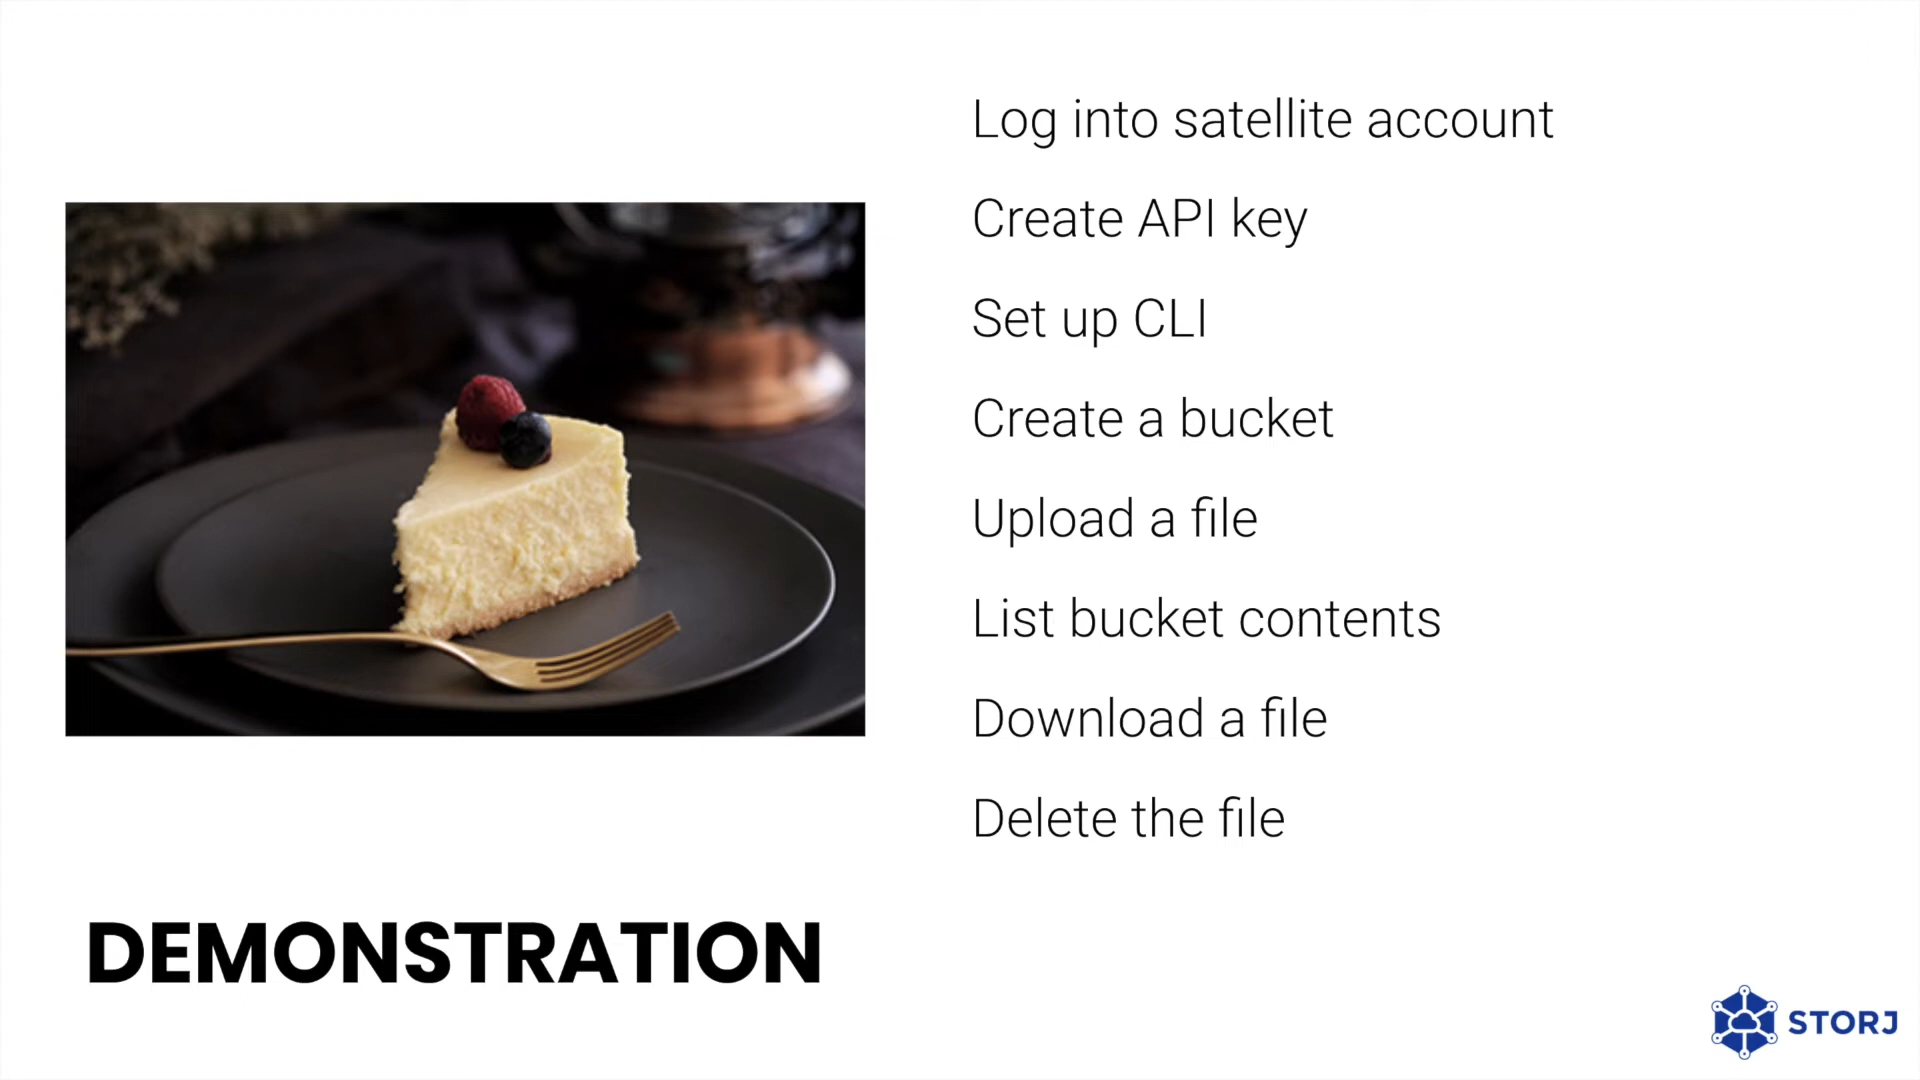 Log into satellite account
Create API key
Set up CLI
Create a bucket
Upload a file
List bucket contents
Download a file
Delete the file
DEMONSTRATION
STORJ